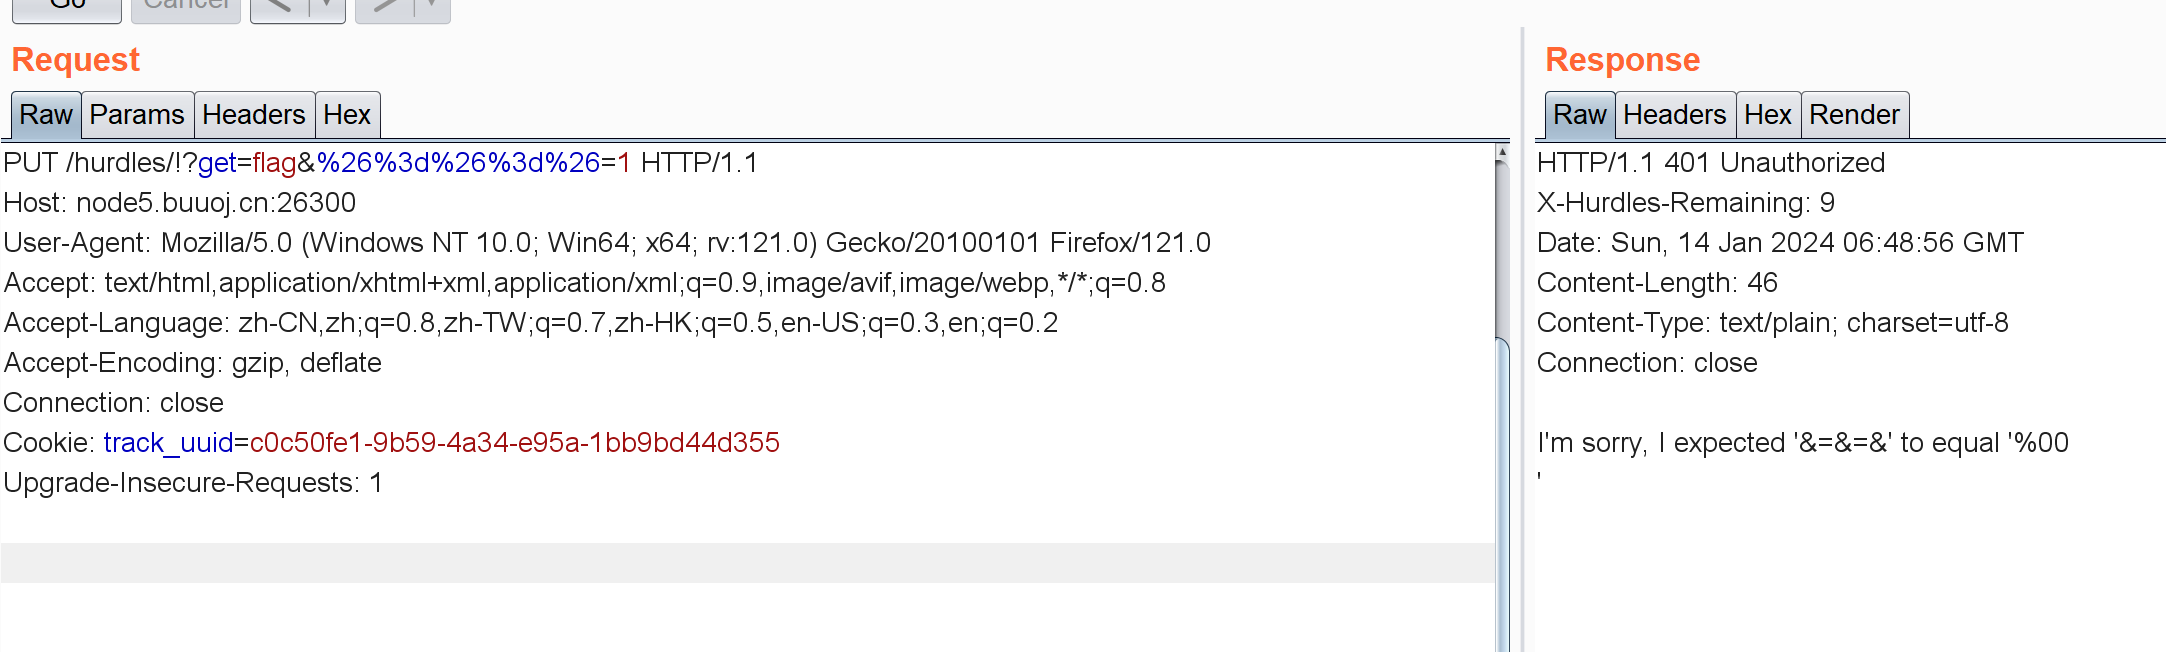 Go Cancel < >
Request
Raw Params Headers Hex
PUT /hurdles/!?get=flag&%26%3d%26%3d%26=1 HTTP/1.1
Host: node5.buuoj.cn:26300
User-Agent: Mozilla/5.0 (Windows NT 10.0; Win64; x64; rv:121.0) Gecko/20100101 Firefox/121.0
Accept: text/html,application/xhtml+xml,application/xml;q=0.9,image/avif,image/webp,*/*;q=0.8
Accept-Language: zh-CN,zh;q=0.8,zh-TW;q=0.7,zh-HK;q=0.5,en-US;q=0.3,en;q=0.2
Accept-Encoding: gzip, deflate
Connection: close
Cookie: track_uuid=c0c50fe1-9b59-4a34-e95a-1bb9bd44d355
Upgrade-Insecure-Requests: 1
Response
Raw Headers Hex Render
HTTP/1.1 401 Unauthorized
X-Hurdles-Remaining: 9
Date: Sun, 14 Jan 2024 06:48:56 GMT
Content-Length: 46
Content-Type: text/plain; charset=utf-8
Connection: close
I'm sorry, I expected '&=&=&' to equal '%00
'